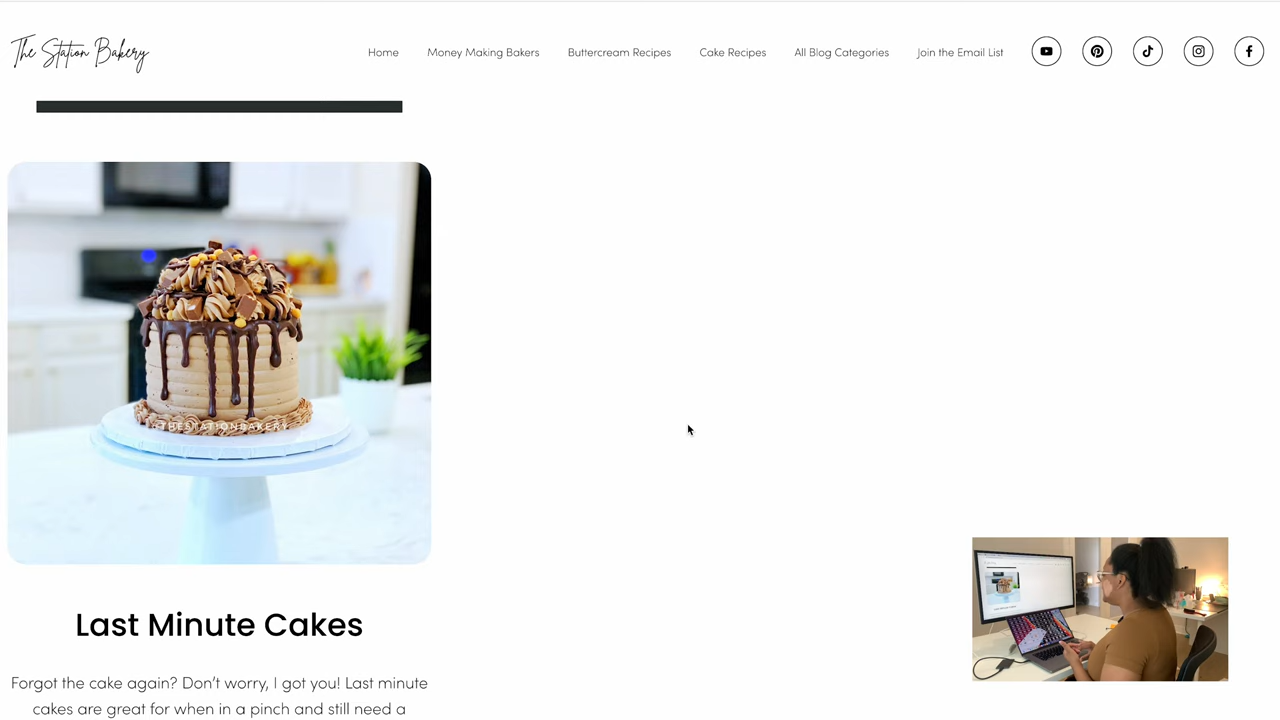 The Station Bakery
Home Money Making Bakers Buttercream Recipes Cake Recipes All Blog Categories Join the Email List
THESTATIONBAKERY
Last Minute Cakes
Forgot the cake again? Don't worry, I got you! Last minute
cakes are great for when in a pinch and still need a